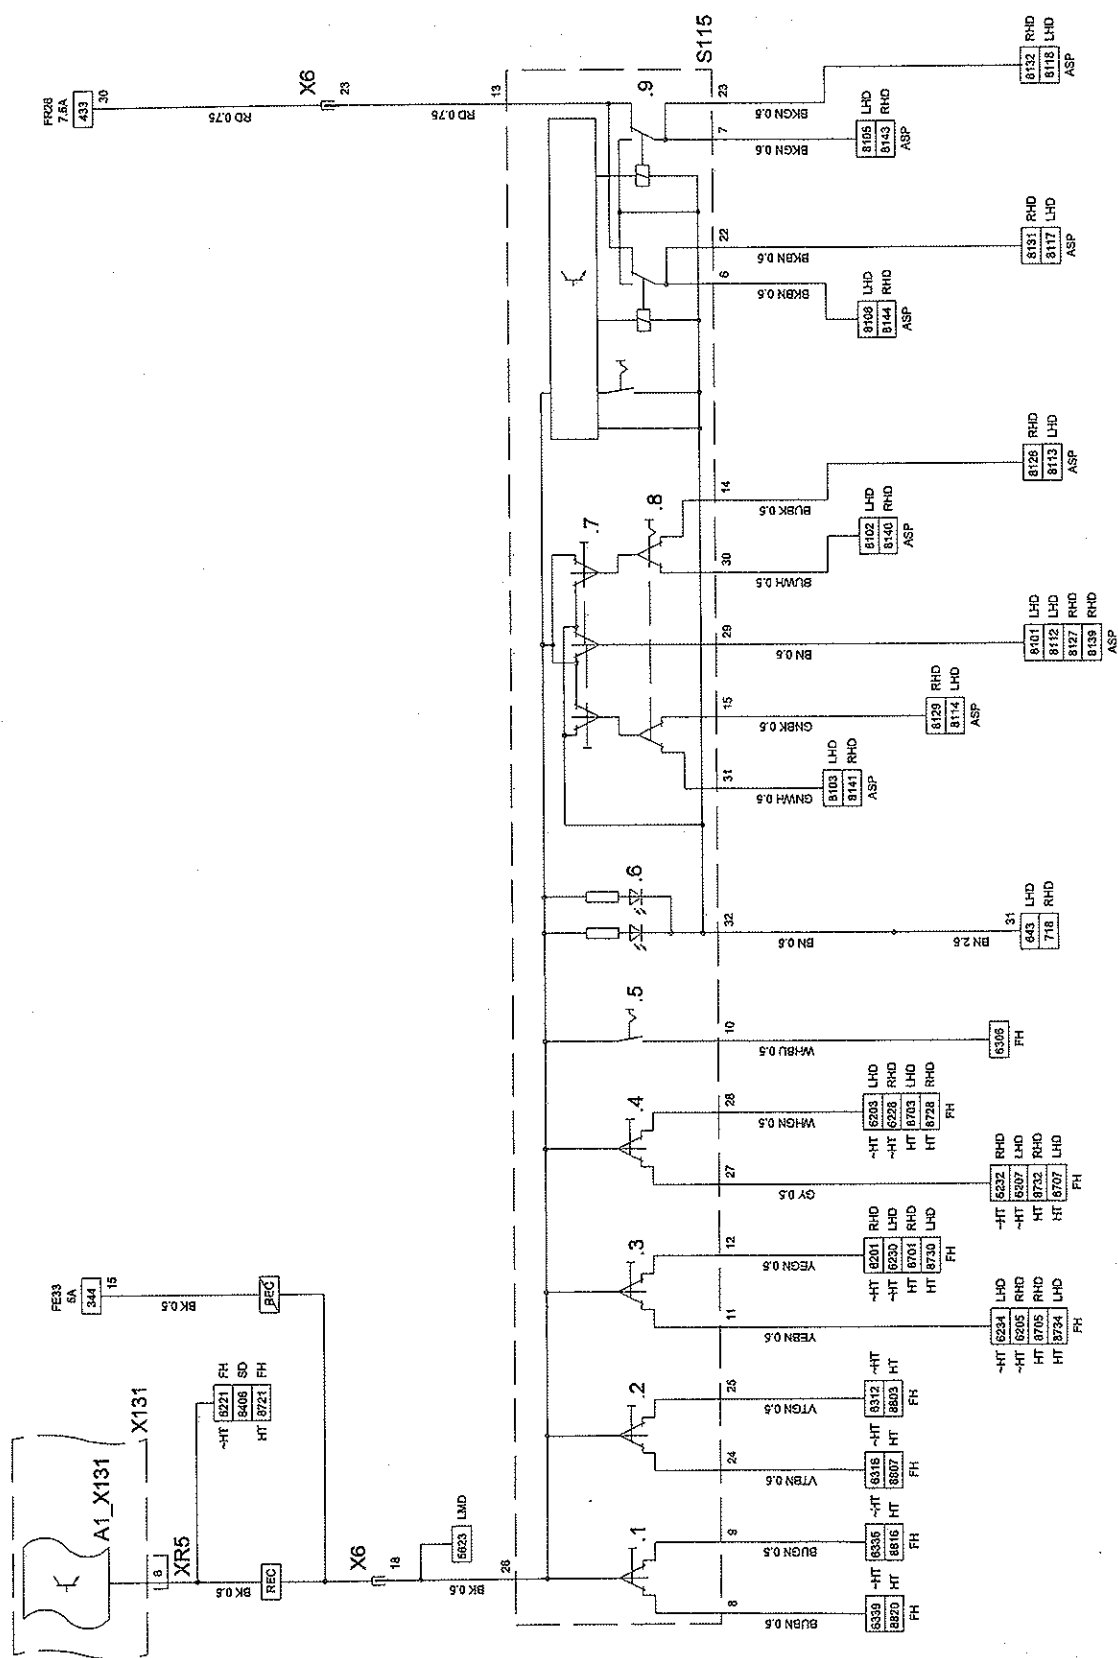 FR28
7.5A
433
30
RD 0.75
X6
23
RD 0.75
13
S115
.9
23
BKGN 0.5
8132 RHD
8118 LHD
ASP
7
BKGN 0.5
LHD
8143 RHD
ASP
22
BKBN 0.5
8131 RHD
8117 LHD
ASP
6
BKBN 0.5
8108 LHD
8144 RHD
ASP
.7
.8
14
BUBK 0.5
RHD
8113 LHD
ASP
30
BUWH 0.5
8102 LHD
8140 RHD
ASP
29
BN 0.5
8101 LHD
8112 LHD
8127 RHD
8139 RHD
ASP
15
GNBK 0.5
8129 RHD
8114 LHD
ASP
31
GNWH 0.5
8103 LHD
8141 RHD
ASP
.6
32
BN 0.5
BN 2.5
31
643 LHD
718 RHD
.5
10
WHBU 0.5
6306
FH
.4
28
WHGN 0.5
~HT 6203 LHD
~HT 6228 RHD
HT 8703 LHD
HT 8728 RHD
FH
27
GY 0.5
~HT 6232 RHD
~HT 6207 LHD
HT 8732 RHD
HT 8707 LHD
FH
.3
12
YEGN 0.5
~HT 6201 RHD
~HT 6230 LHD
HT 8701 RHD
HT 8730 LHD
FH
11
YEBN 0.5
~HT 6234 LHD
~HT 6205 RHD
HT 8705 RHD
HT 8734 LHD
FH
.2
25
VTGN 0.5
6312 ~HT
8803 HT
FH
24
VTBN 0.5
6316 ~HT
8807 HT
FH
.1
9
BUGN 0.5
6335 ~HT
8816 HT
FH
8
BUBN 0.5
6339 ~HT
8820 HT
FH
FE33
5A
344
15
BK 0.5
REC
~HT 6221 FH
8406 SD
HT 8721 FH
X131
A1_X131
8
XR5
BK 0.5
REC
X6
18
5623 LMD
BK 0.5
26